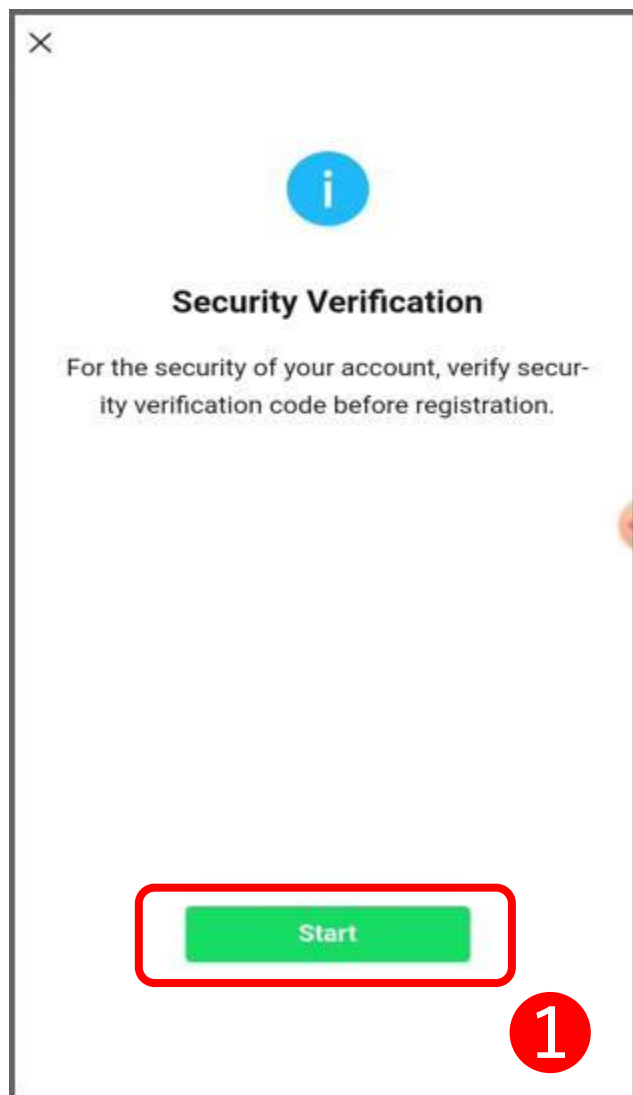 i
Security Verification
For the security of your account, verify secur-
ity verification code before registration.
Start
1